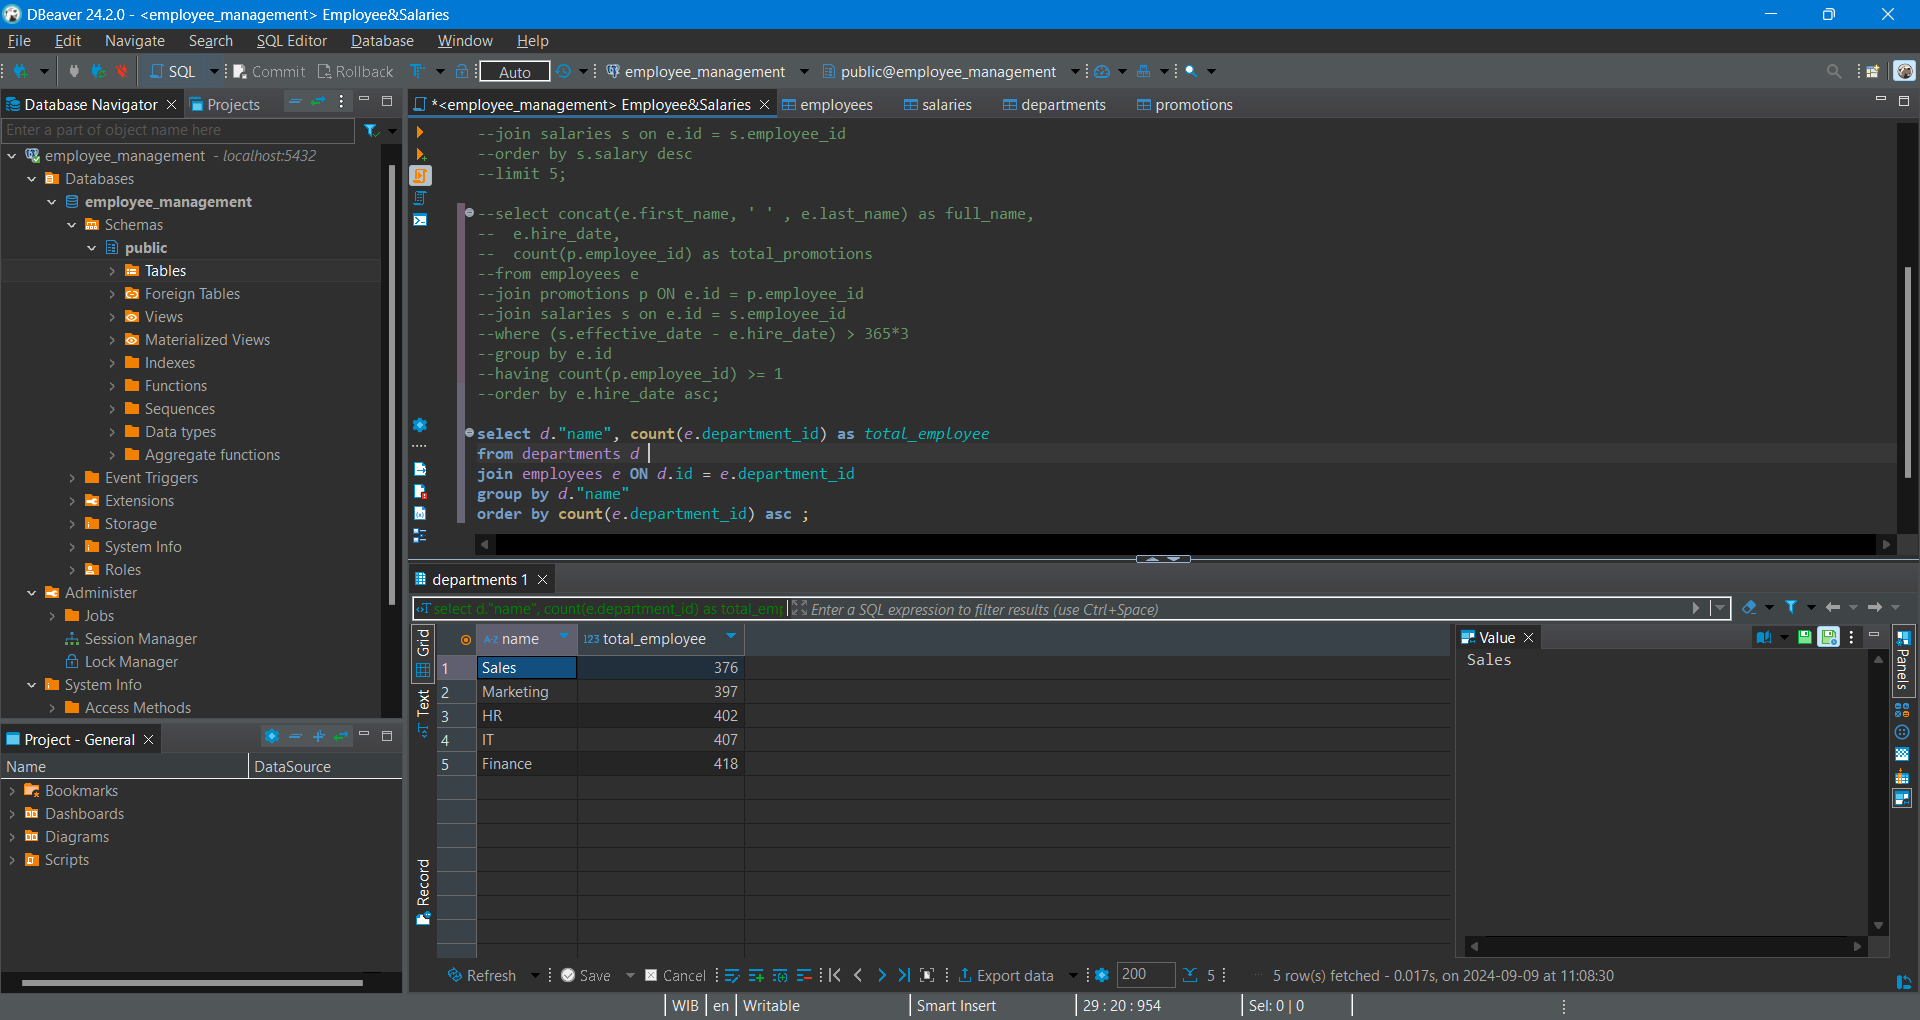 DBeaver 24.2.0 - <employee_management> Employee&Salaries
File Edit Navigate Search SQL Editor Database Window Help
SQL Commit Rollback Auto employee_management public@employee_management
Database Navigator Projects
Enter a part of object name here
employee_management - localhost:5432
Databases
employee_management
Schemas
public
Tables
Foreign Tables
Views
Materialized Views
Indexes
Functions
Sequences
Data types
Aggregate functions
Event Triggers
Extensions
Storage
System Info
Roles
Administer
Jobs
Session Manager
Lock Manager
System Info
Access Methods
Project - General
Name DataSource
Bookmarks
Dashboards
Diagrams
Scripts
*<employee_management> Employee&Salaries employees salaries departments promotions
--join salaries s on e.id = s.employee_id
--order by s.salary desc
--limit 5;
--select concat(e.first_name, ' ' , e.last_name) as full_name,
-- e.hire_date,
-- count(p.employee_id) as total_promotions
--from employees e
--join promotions p ON e.id = p.employee_id
--join salaries s on e.id = s.employee_id
--where (s.effective_date - e.hire_date) > 365*3
--group by e.id
--having count(p.employee_id) >= 1
--order by e.hire_date asc;
select d."name", count(e.department_id) as total_employee
from departments d
join employees e ON d.id = e.department_id
group by d."name"
order by count(e.department_id) asc ;
departments 1
select d."name", count(e.department_id) as total_emp Enter a SQL expression to filter results (use Ctrl+Space)
Grid
Text
Record
A-Z name 123 total_employee
1 Sales 376
2 Marketing 397
3 HR 402
4 IT 407
5 Finance 418
Value
Sales
Panels
Refresh Save Cancel Export data 200 5 5 row(s) fetched - 0.017s, on 2024-09-09 at 11:08:30
WIB en Writable Smart Insert 29 : 20 : 954 Sel: 0 | 0